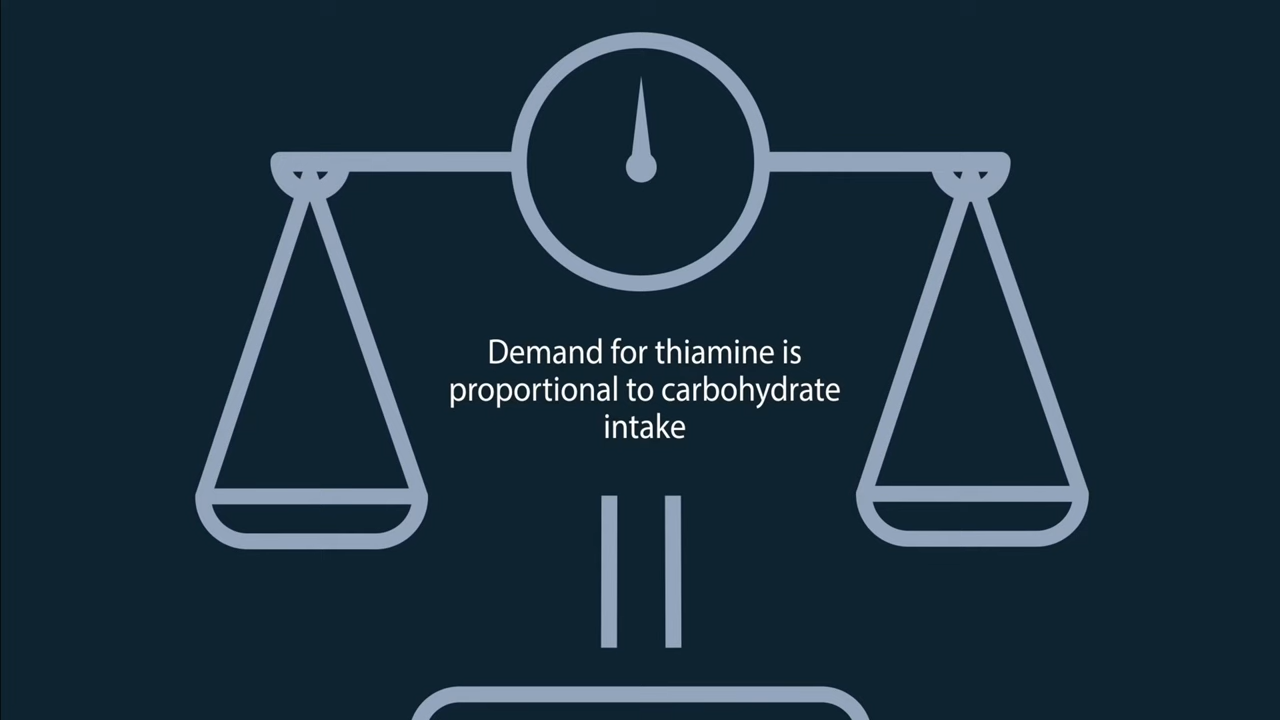 Demand for thiamine is
proportional to carbohydrate
intake